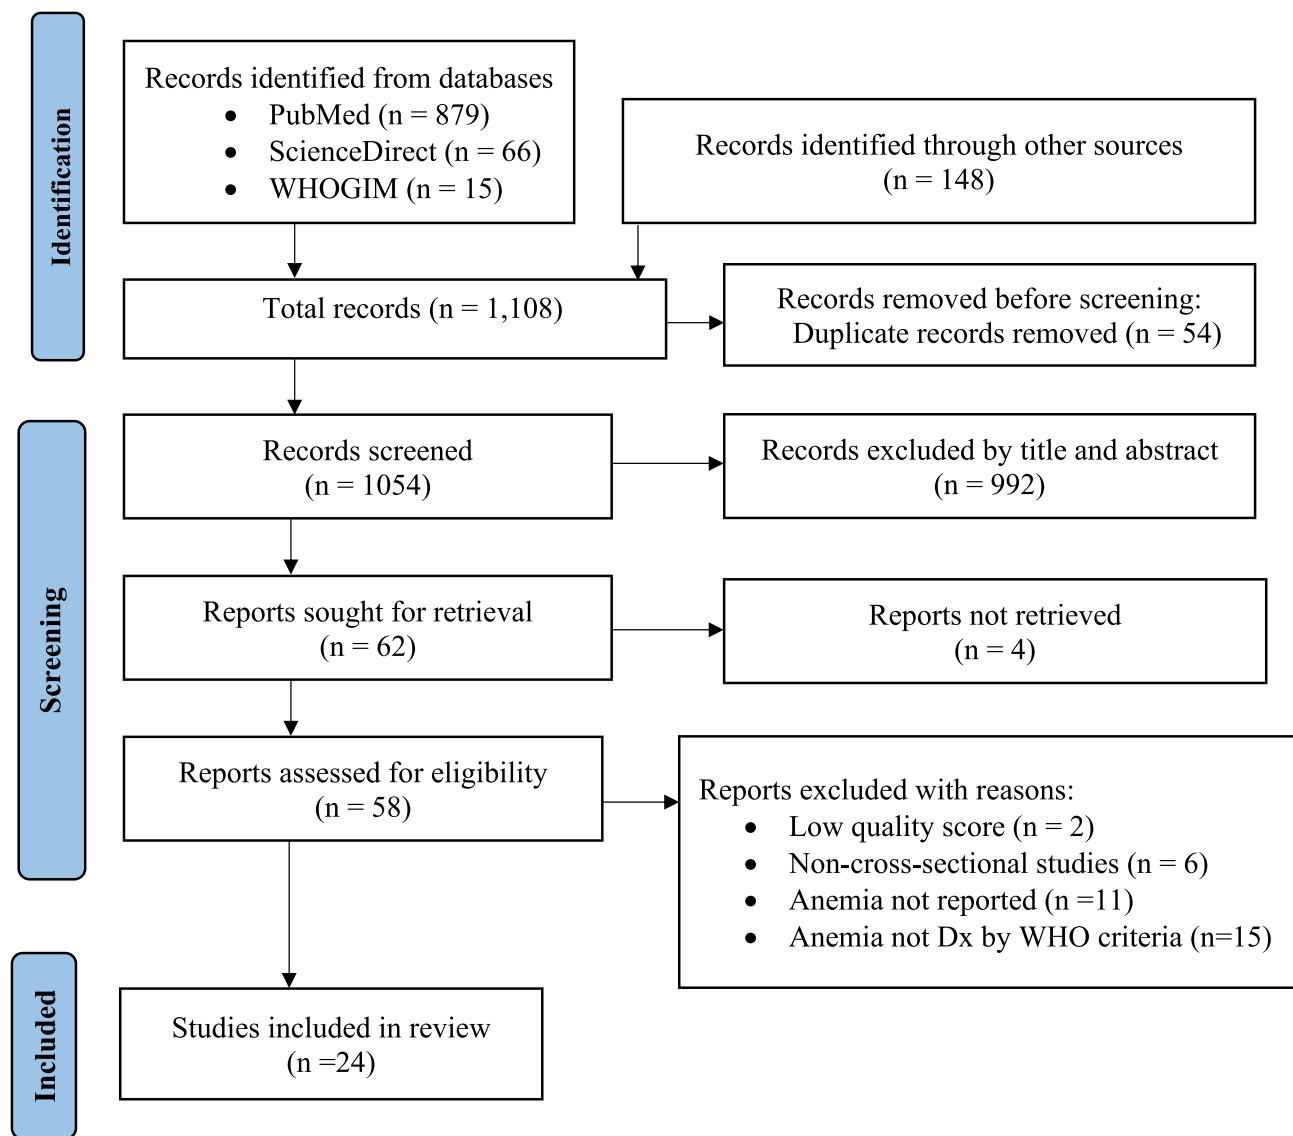 Identification
Records identified from databases
• PubMed (n = 879)
• ScienceDirect (n = 66)
• WHOGIM (n = 15)
Records identified through other sources
(n = 148)
Total records (n = 1,108)
Records removed before screening:
Duplicate records removed (n = 54)
Screening
Records screened
(n = 1054)
Records excluded by title and abstract
(n = 992)
Reports sought for retrieval
(n = 62)
Reports not retrieved
(n = 4)
Reports assessed for eligibility
(n = 58)
Reports excluded with reasons:
• Low quality score (n = 2)
• Non-cross-sectional studies (n = 6)
• Anemia not reported (n =11)
• Anemia not Dx by WHO criteria (n=15)
Included
Studies included in review
(n =24)